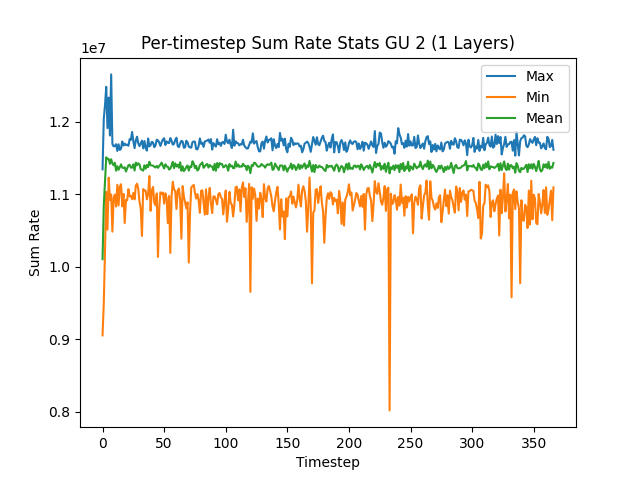 Per-timestep Sum Rate Stats GU 2 (1 Layers)
1e7
Max
Min
Mean
1.2
1.1
1.0
0.9
0.8
Sum Rate
0 50 100 150 200 250 300 350
Timestep